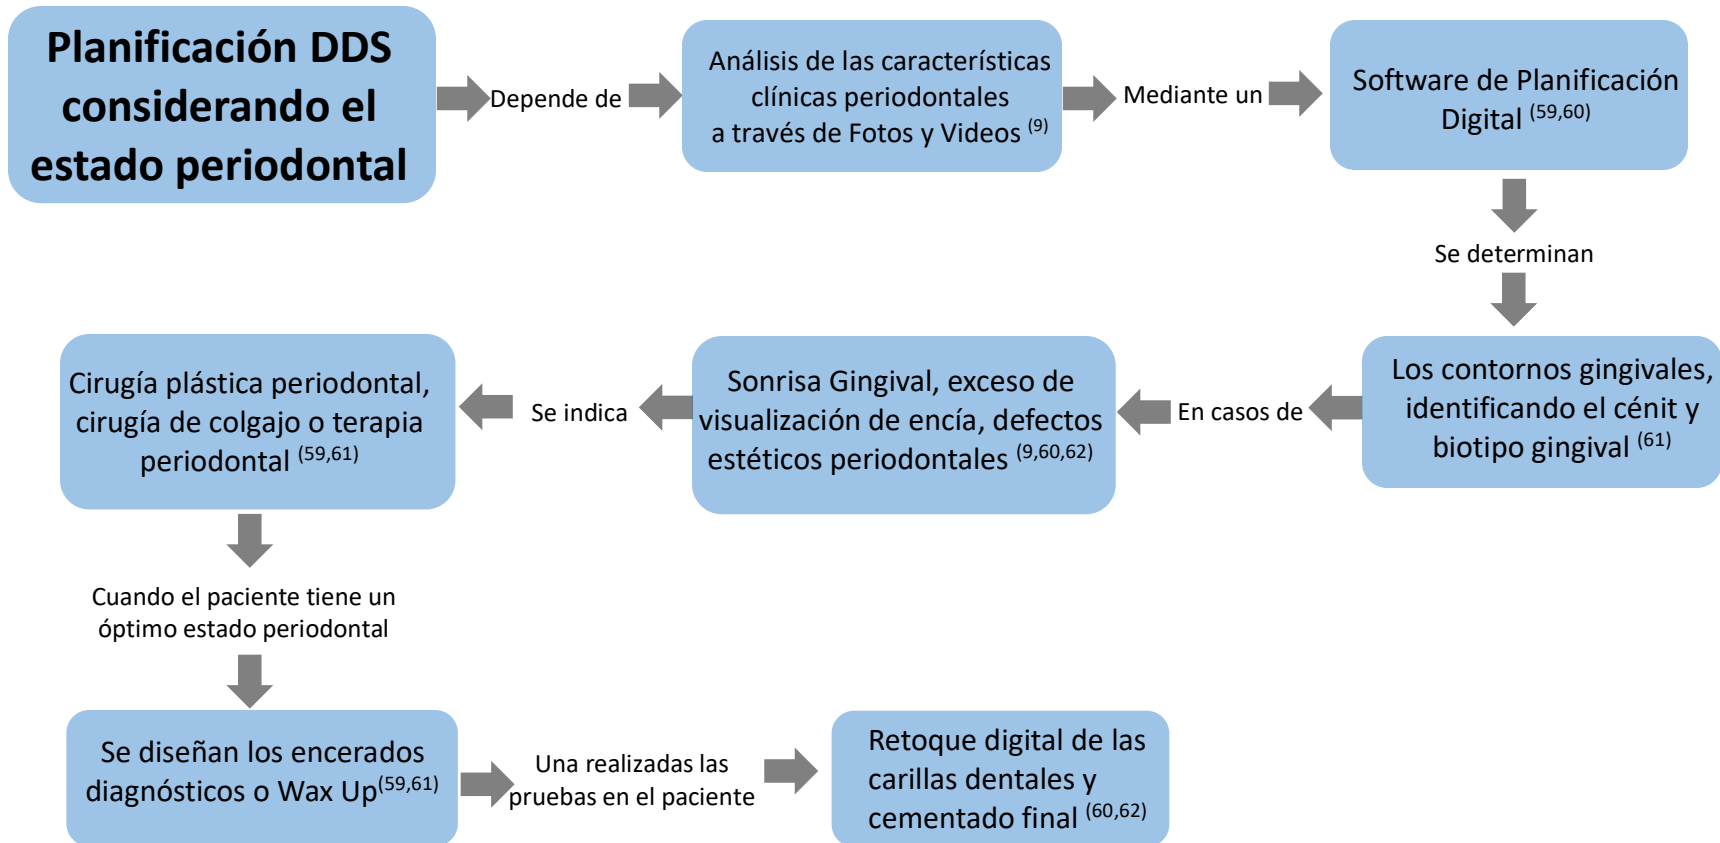 Planificación DDS
considerando el
estado periodontal
Depende de
Análisis de las características
clínicas periodontales
a través de Fotos y Videos (9)
Mediante un
Software de Planificación
Digital (59,60)
Se determinan
Los contornos gingivales,
identificando el cénit y
biotipo gingival (61)
En casos de
Sonrisa Gingival, exceso de
visualización de encía, defectos
estéticos periodontales (9,60,62)
Se indica
Cirugía plástica periodontal,
cirugía de colgajo o terapia
periodontal (59,61)
Cuando el paciente tiene un
óptimo estado periodontal
Se diseñan los encerados
diagnósticos o Wax Up(59,61)
Una realizadas las
pruebas en el paciente
Retoque digital de las
carillas dentales y
cementado final (60,62)